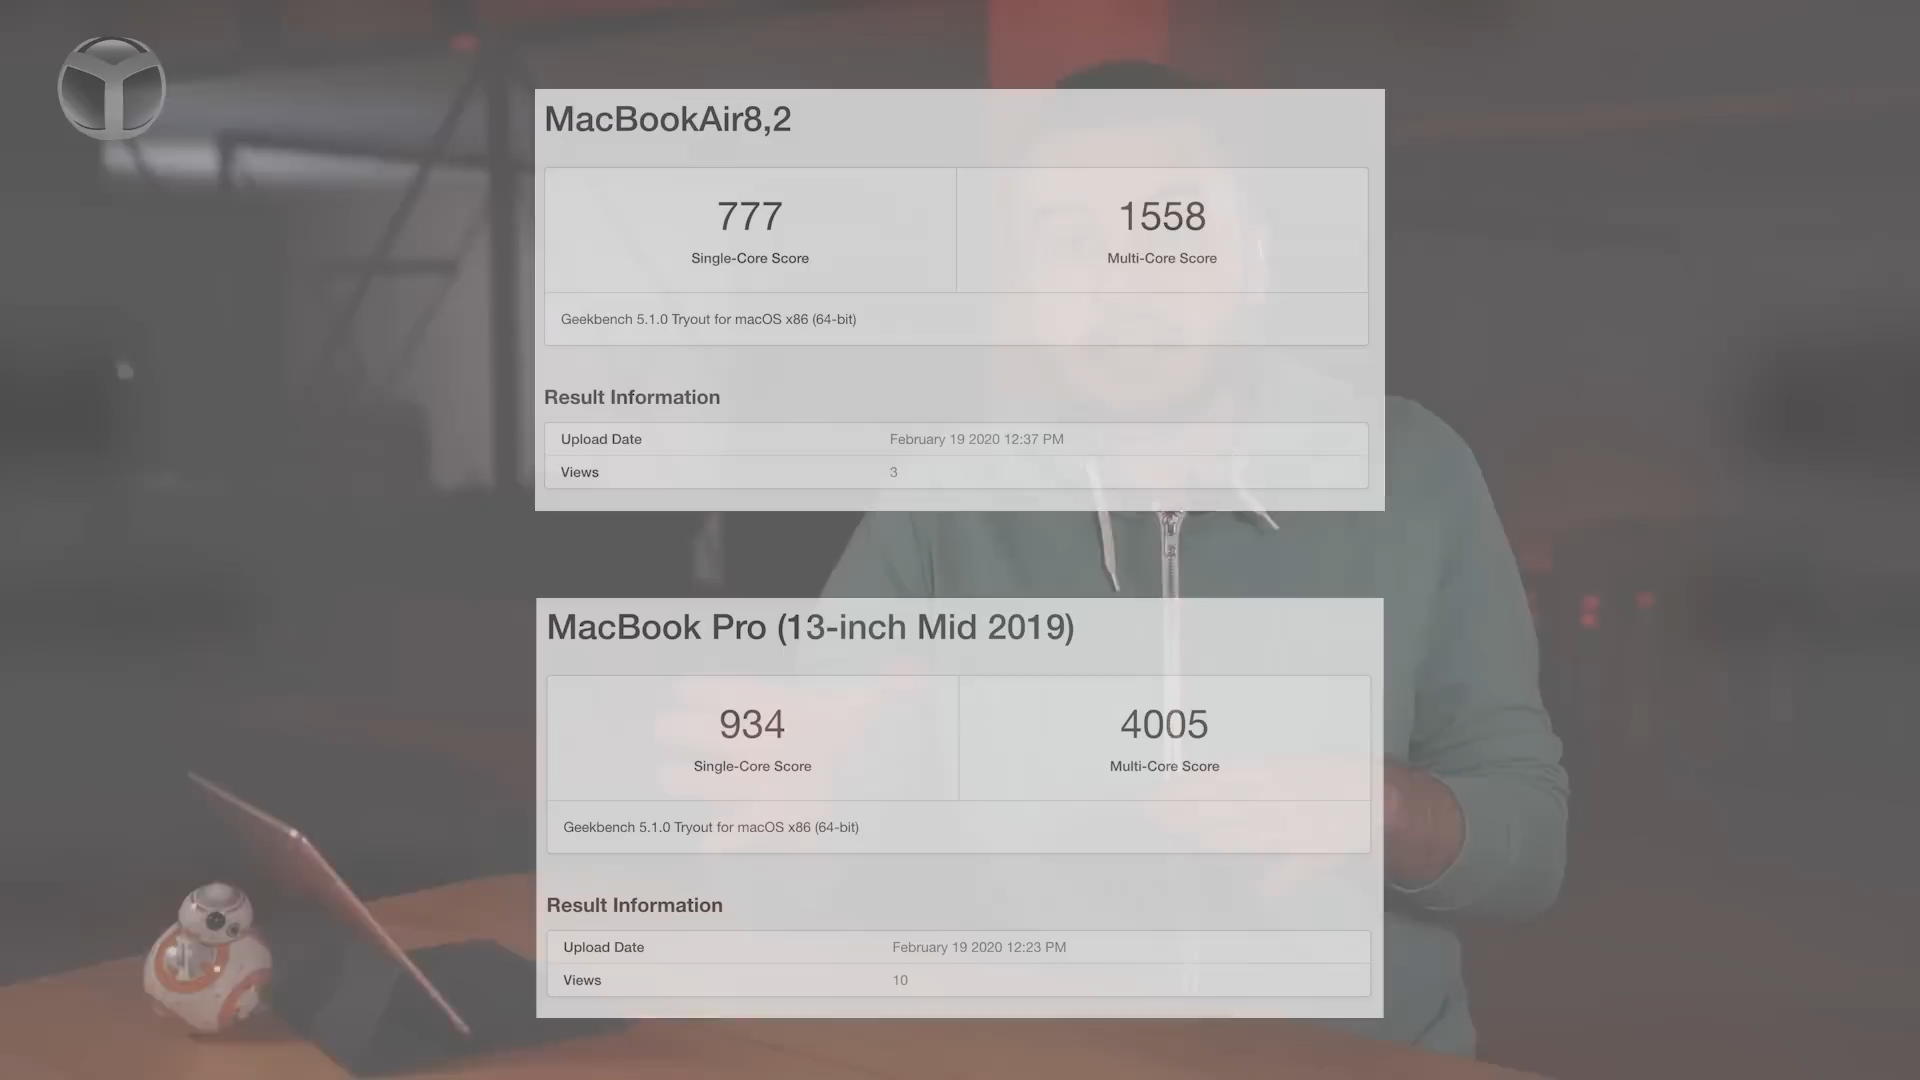 MacBookAir8,2
777
Single-Core Score
1558
Multi-Core Score
Geekbench 5.1.0 Tryout for macOS x86 (64-bit)
Result Information
Upload Date February 19 2020 12:37 PM
Views 3
MacBook Pro (13-inch Mid 2019)
934
Single-Core Score
4005
Multi-Core Score
Geekbench 5.1.0 Tryout for macOS x86 (64-bit)
Result Information
Upload Date February 19 2020 12:23 PM
Views 10